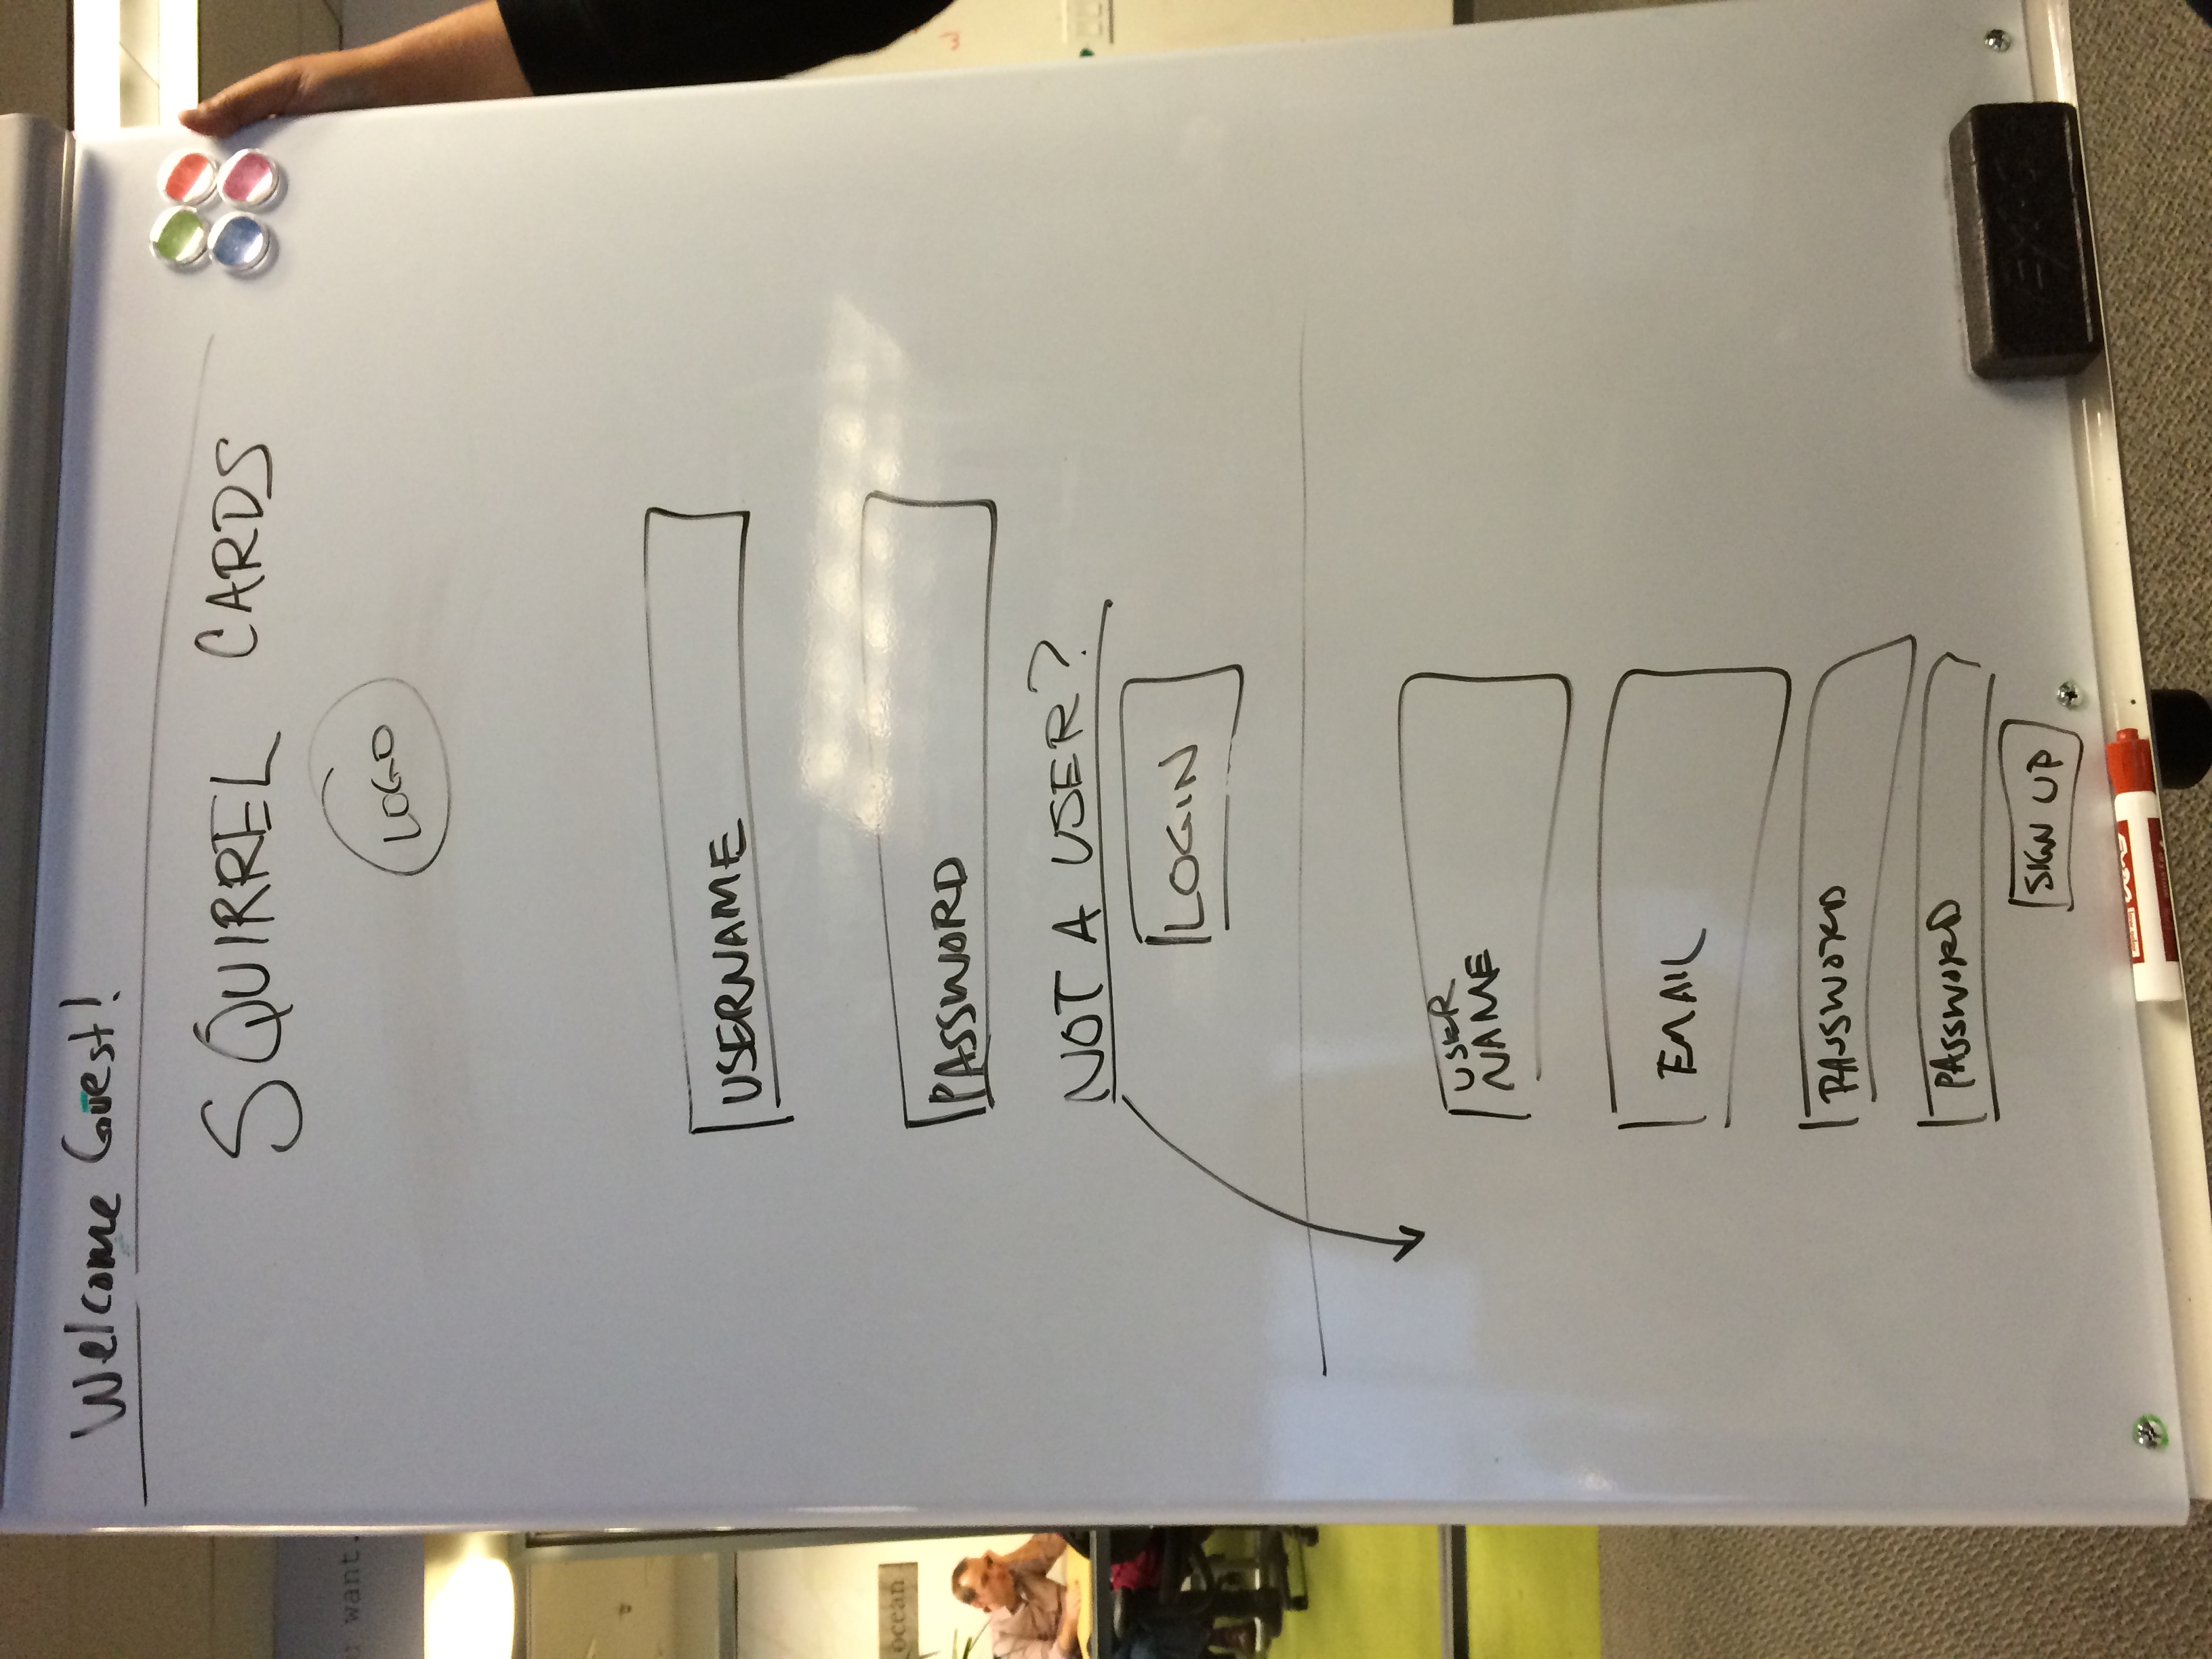 Welcome Guest!
SQUIRREL CARDS
LOGO
want.
USERNAME
ocean
PASSWORD
NOT A USER?
LOGIN
USER
NAME
EMAIL
PASSWORD
PASSWORD
SIGN UP